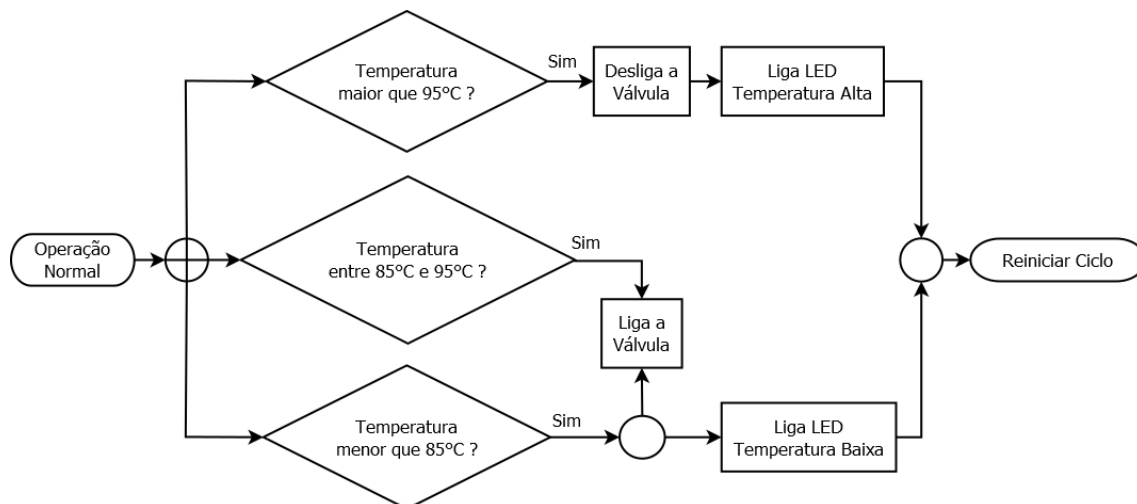 Temperatura
maior que 95°C ?
Sim
Desliga a
Válvula
Liga LED
Temperatura Alta
Operação
Normal
Temperatura
entre 85°C e 95°C ?
Sim
Liga a
Válvula
Reiniciar Ciclo
Temperatura
menor que 85°C ?
Sim
Liga LED
Temperatura Baixa